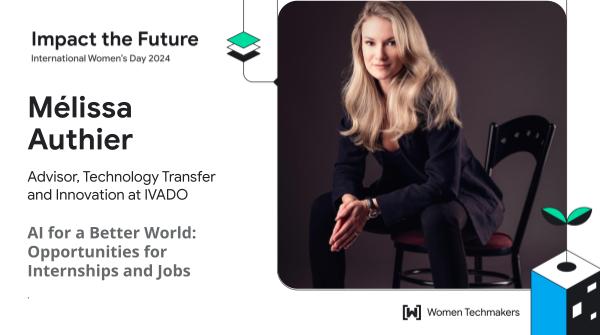 Impact the Future
International Women's Day 2024
Mélissa
Authier
Advisor, Technology Transfer
and Innovation at IVADO
AI for a Better World:
Opportunities for
Internships and Jobs
.
[W] Women Techmakers